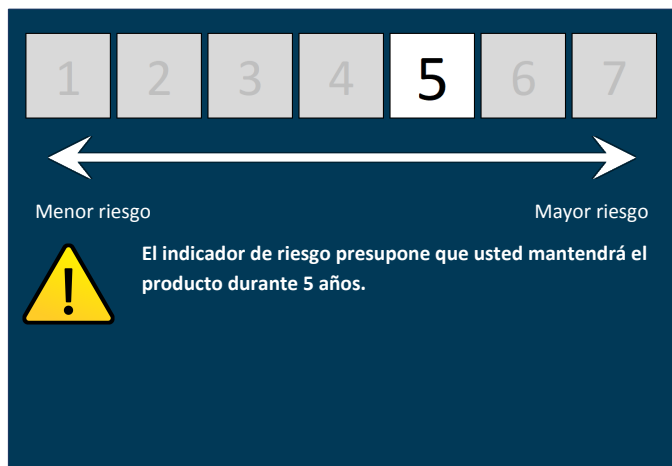 1 2 3 4 5 6 7
Menor riesgo Mayor riesgo
El indicador de riesgo presupone que usted mantendrá el
producto durante 5 años.